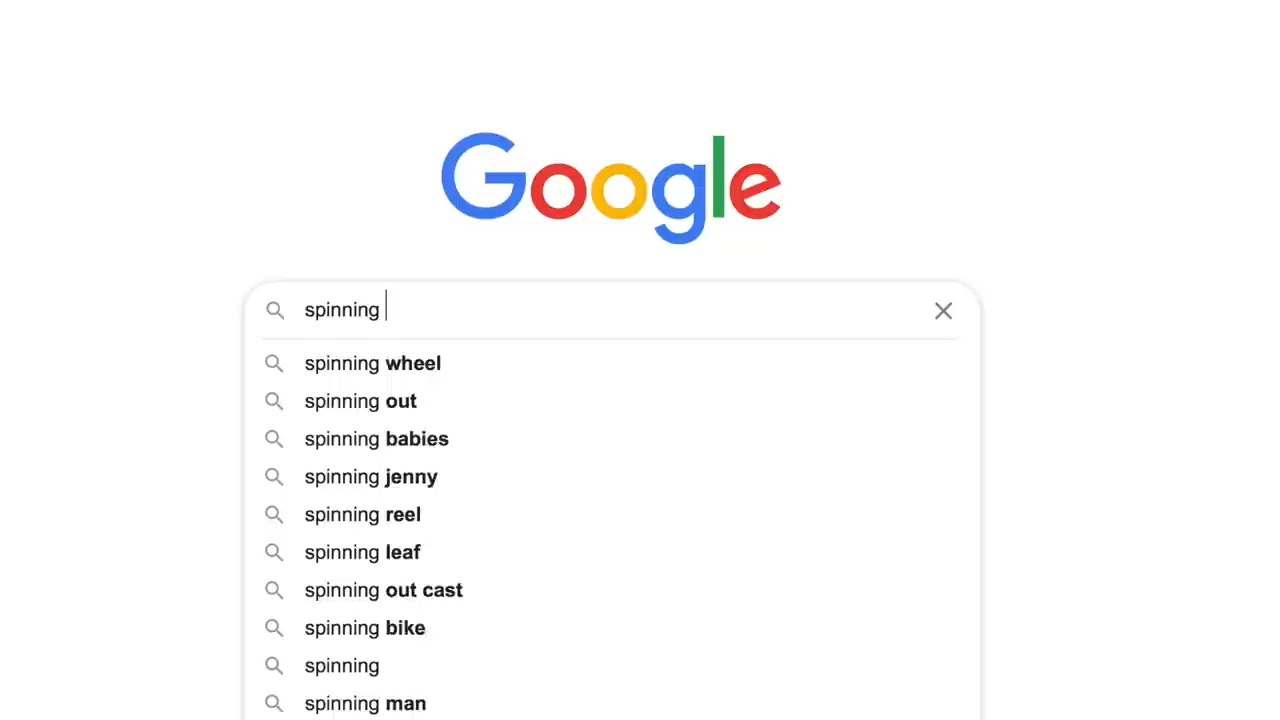 Google
spinning
spinning wheel
spinning out
spinning babies
spinning jenny
spinning reel
spinning leaf
spinning out cast
spinning bike
spinning
spinning man